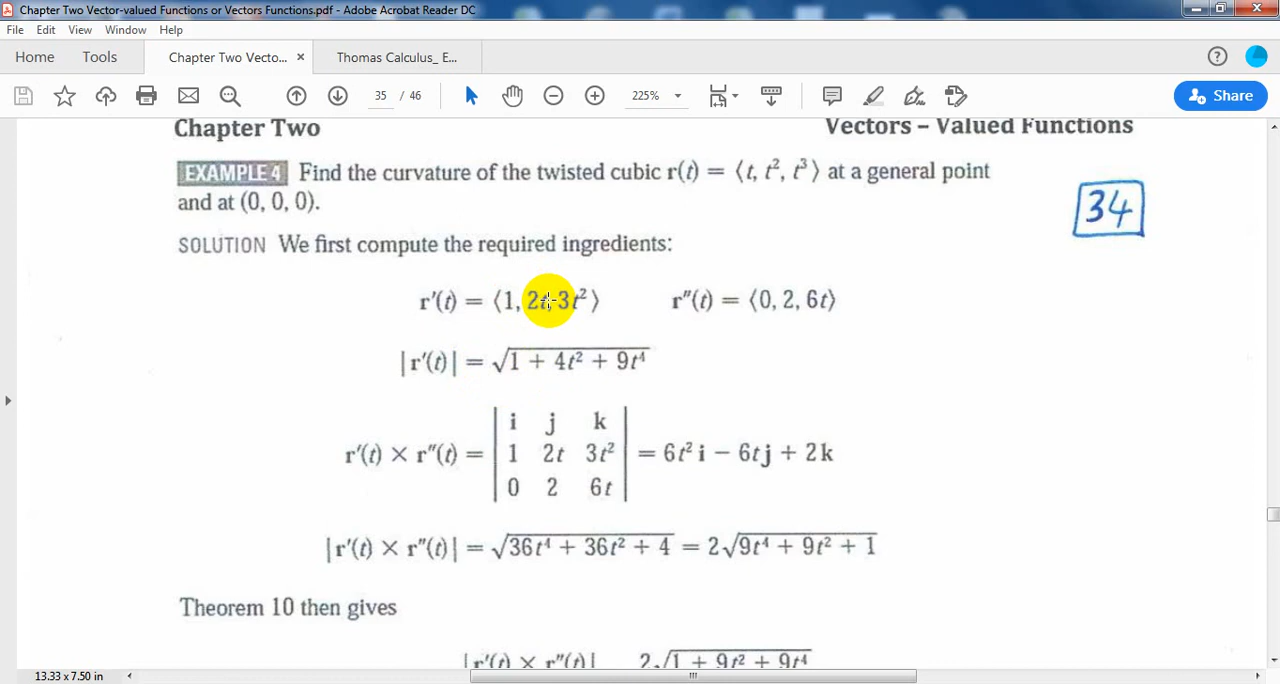 Chapter Two Vector-valued Functions or Vectors Functions.pdf - Adobe Acrobat Reader DC
File Edit View Window Help
Home Tools Chapter Two Vecto... × Thomas Calculus_ E...
35 / 46 225% Share
Chapter Two Vectors – Valued Functions
EXAMPLE 4 Find the curvature of the twisted cubic r(t) = ⟨t, t², t³⟩ at a general point
and at (0, 0, 0).
34
SOLUTION We first compute the required ingredients:
r′(t) = ⟨1, 2t, 3t²⟩ r″(t) = ⟨0, 2, 6t⟩
|r′(t)| = √(1 + 4t² + 9t⁴)
r′(t) × r″(t) = | i j k |
| 1 2t 3t² | = 6t² i − 6t j + 2k
| 0 2 6t |
|r′(t) × r″(t)| = √(36t⁴ + 36t² + 4) = 2√(9t⁴ + 9t² + 1)
Theorem 10 then gives
|r′(t) × r″(t)| 2√(1 + 9t² + 9t⁴)
13.33 x 7.50 in